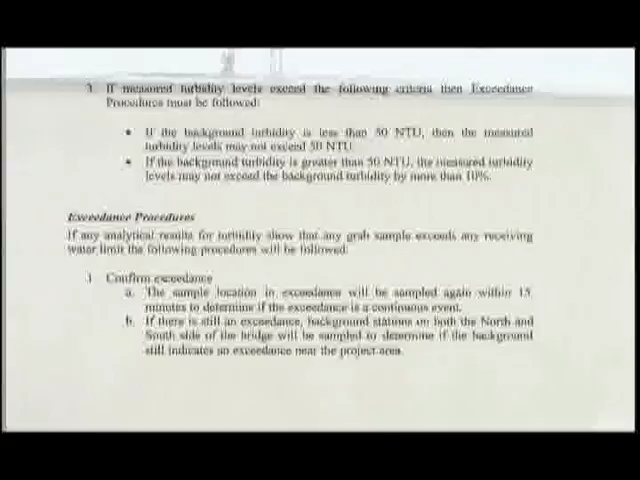 3 If measured turbidity levels exceed the following criteria then Exceedance
Procedures must be followed:
• If the background turbidity is less than 50 NTU, then the measured
turbidity levels may not exceed 50 NTU
• If the background turbidity is greater than 50 NTU, the measured turbidity
levels may not exceed the background turbidity by more than 10%.
Exceedance Procedures
If any analytical results for turbidity show that any grab sample exceeds any receiving
water limit the following procedures will be followed:
1 Confirm exceedance
a. The sample location in exceedance will be sampled again within 15
minutes to determine if the exceedance is a continuous event.
b. If there is still an exceedance, background stations on both the North and
South side of the bridge will be sampled to determine if the background
still indicates an exceedance near the project area.